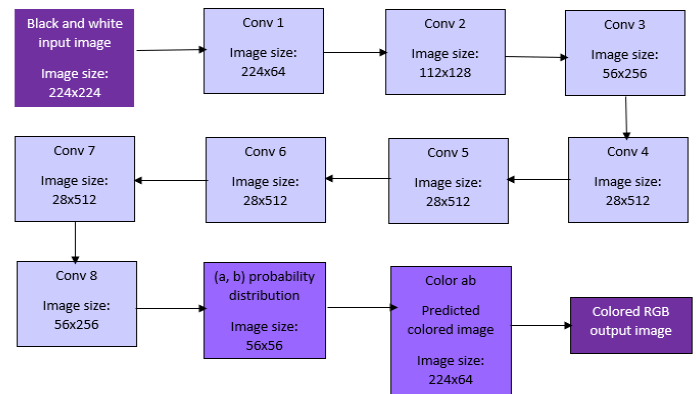 Black and white
input image
Image size:
224x224
Conv 1
Image size:
224x64
Conv 2
Image size:
112x128
Conv 3
Image size:
56x256
Conv 4
Image size:
28x512
Conv 5
Image size:
28x512
Conv 6
Image size:
28x512
Conv 7
Image size:
28x512
Conv 8
Image size:
56x256
(a, b) probability
distribution
Image size:
56x56
Color ab
Predicted
colored image
Image size:
224x64
Colored RGB
output image